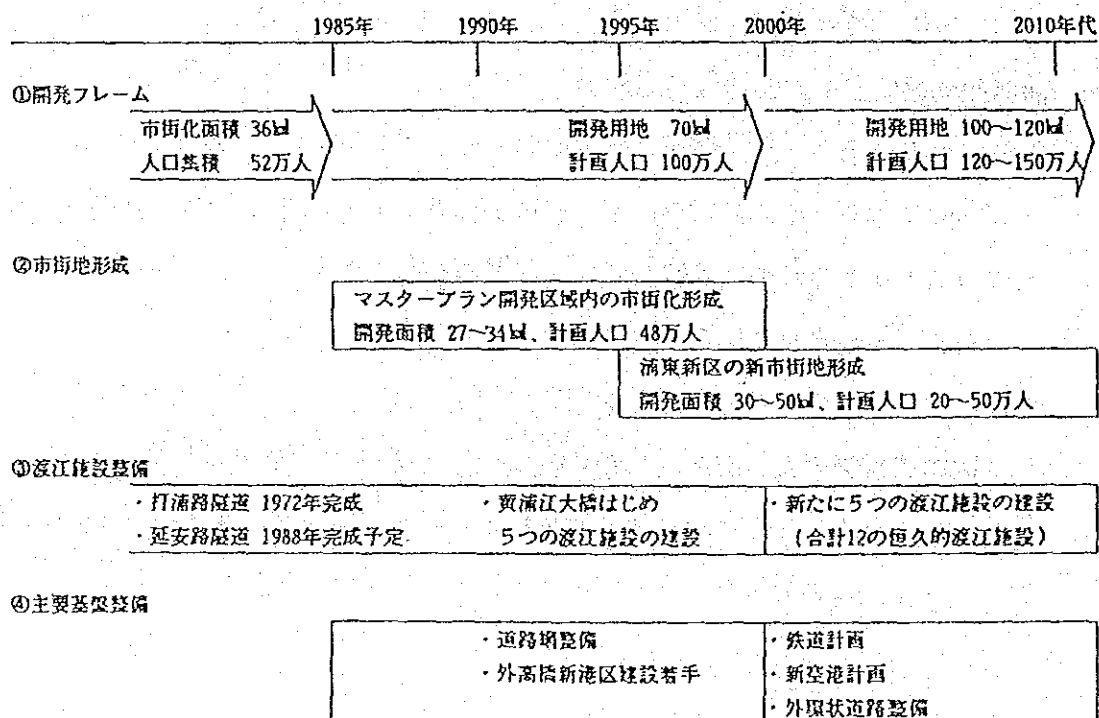 1985年 1990年 1995年 2000年 2010年代
①開発フレーム
市街化面積 36㎢ 開発用地 70㎢ 開発用地 100～120㎢
人口集積 52万人 計画人口 100万人 計画人口 120～150万人
②市街地形成
マスタープラン開発区域内の市街化形成
開発面積 27～34㎢、計画人口 48万人
浦東新区の新市街地形成
開発面積 30～50㎢、計画人口 20～50万人
③渡江施設整備
・打浦路隧道 1972年完成 ・黄浦江大橋はじめ ・新たに5つの渡江施設の建設
・延安路隧道 1988年完成予定 5つの渡江施設の建設 (合計12の恒久的渡江施設)
④主要基盤整備
・道路網整備 ・鉄道計画
・外高橋新港区建設着手 ・新空港計画
・外環状道路整備